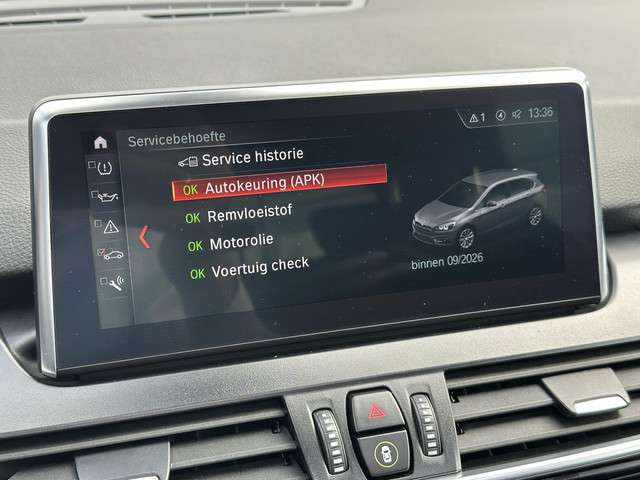 1 13:36
Servicebehoefte
Service historie
OK Autokeuring (APK)
OK Remvloeistof
OK Motorolie
OK Voertuig check
binnen 09/2026